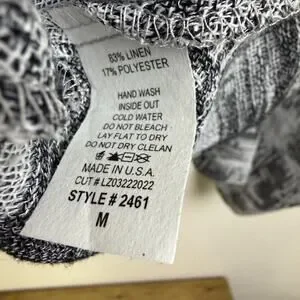 83% LINEN
17% POLYESTER
HAND WASH
INSIDE OUT
COLD WATER
DO NOT BLEACH
LAY FLAT TO DRY
DO NOT DRY CLELAN
MADE IN U.S.A.
CUT # LZ03222022
STYLE # 2461
M